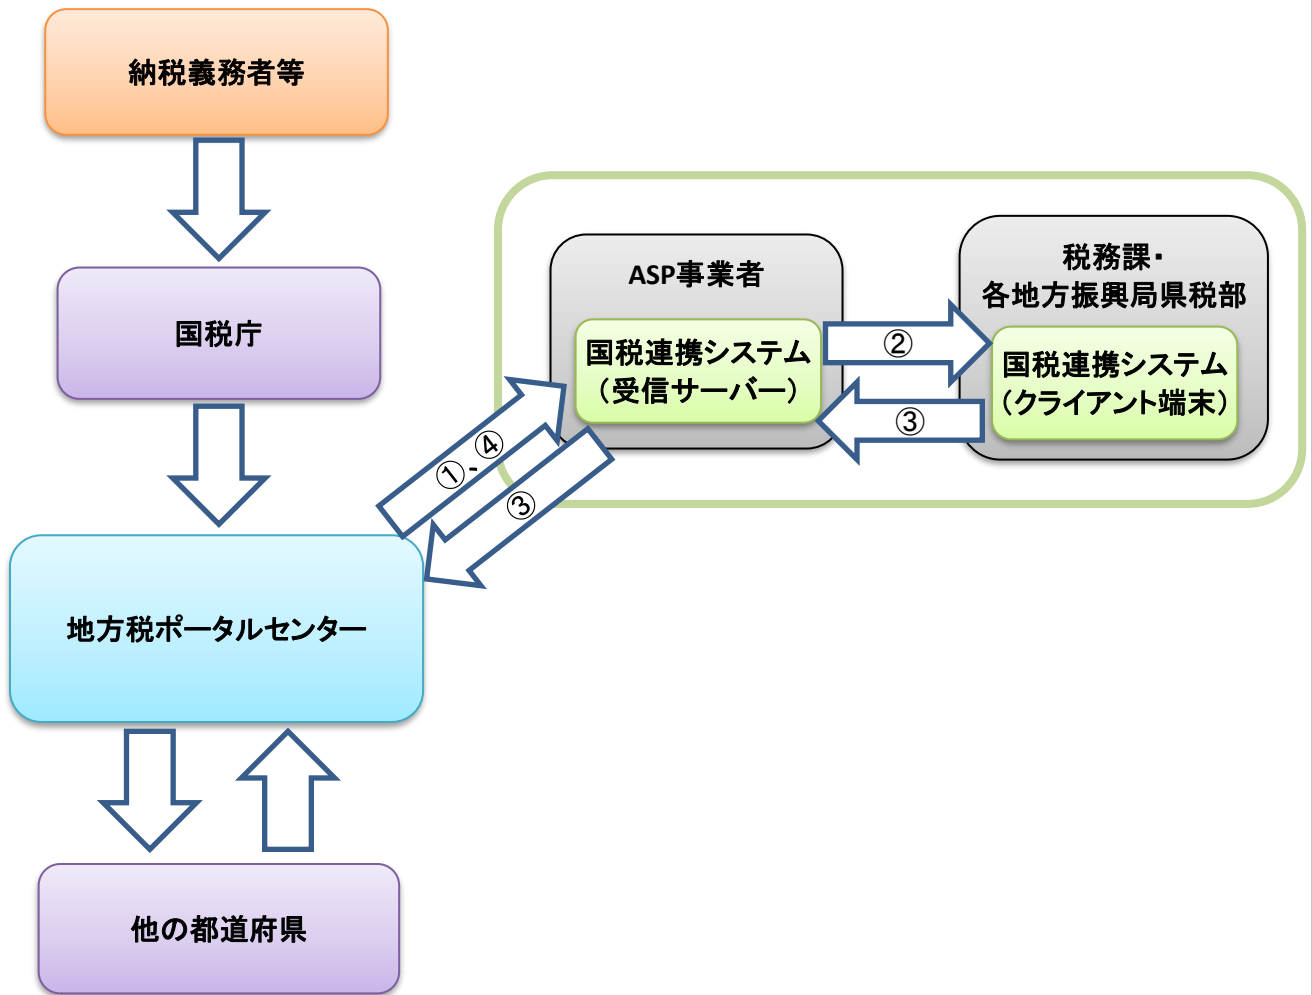 納税義務者等
国税庁
地方税ポータルセンター
他の都道府県
ASP事業者
国税連携システム
（受信サーバー）
税務課・
各地方振興局県税部
国税連携システム
（クライアント端末）
②
③
①、④
③